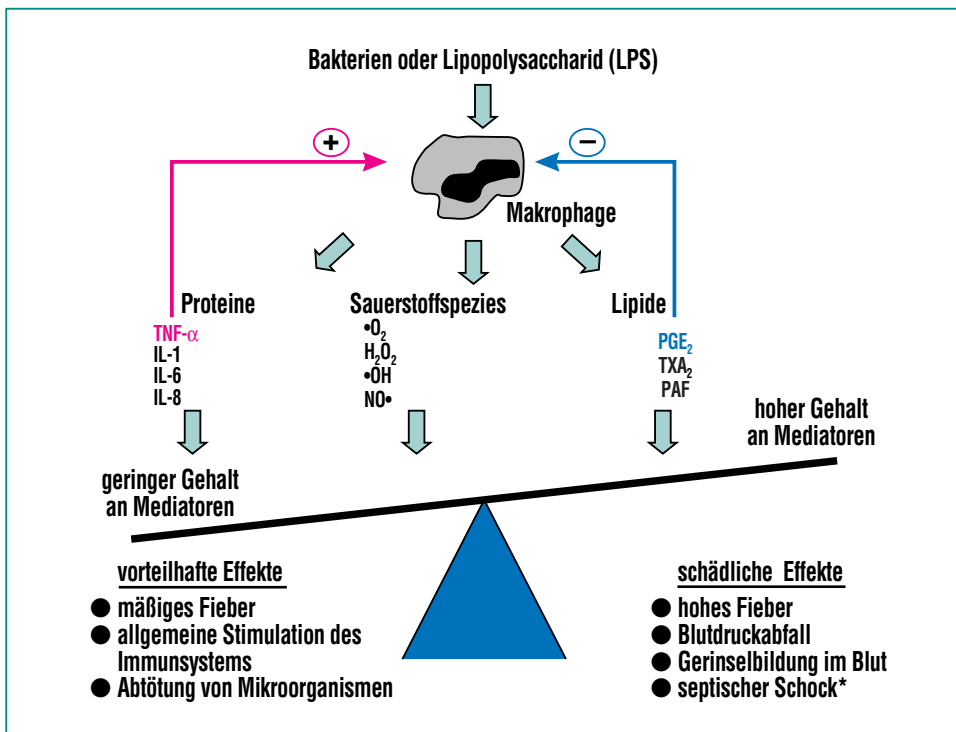 Bakterien oder Lipopolysaccharid (LPS)
+
−
Makrophage
Proteine
TNF-α
IL-1
IL-6
IL-8
Sauerstoffspezies
•O₂
H₂O₂
•OH
NO•
Lipide
PGE₂
TXA₂
PAF
geringer Gehalt
an Mediatoren
hoher Gehalt
an Mediatoren
vorteilhafte Effekte
● mäßiges Fieber
● allgemeine Stimulation des
Immunsystems
● Abtötung von Mikroorganismen
schädliche Effekte
● hohes Fieber
● Blutdruckabfall
● Gerinselbildung im Blut
● septischer Schock*